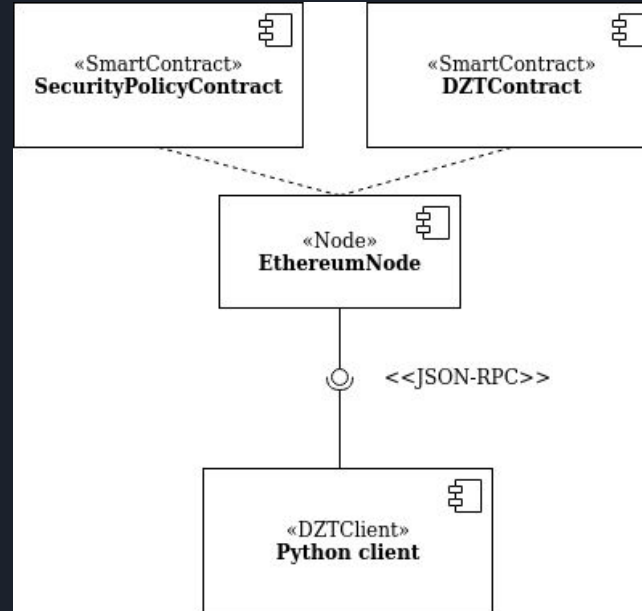 «SmartContract»
SecurityPolicyContract
«SmartContract»
DZTContract
«Node»
EthereumNode
<<JSON-RPC>>
«DZTClient»
Python client